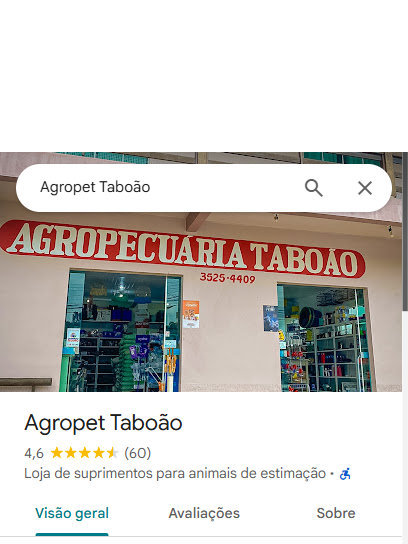 Agropet Taboão
AGROPECUÁRIA TABOÃO
3525-4409
Agropet Taboão
4,6 (60)
Loja de suprimentos para animais de estimação ·
Visão geral Avaliações Sobre